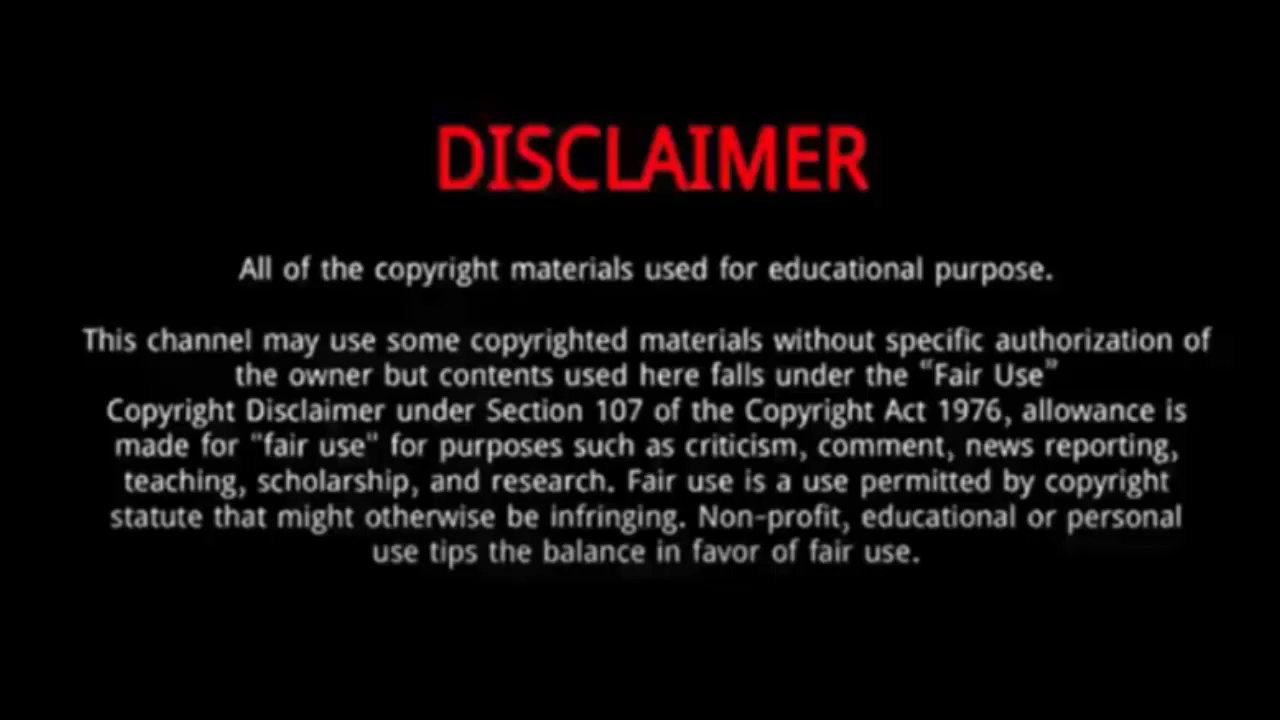 DISCLAIMER
All of the copyright materials used for educational purpose.
This channel may use some copyrighted materials without specific authorization of
the owner but contents used here falls under the “Fair Use”
Copyright Disclaimer under Section 107 of the Copyright Act 1976, allowance is
made for "fair use" for purposes such as criticism, comment, news reporting,
teaching, scholarship, and research. Fair use is a use permitted by copyright
statute that might otherwise be infringing. Non-profit, educational or personal
use tips the balance in favor of fair use.